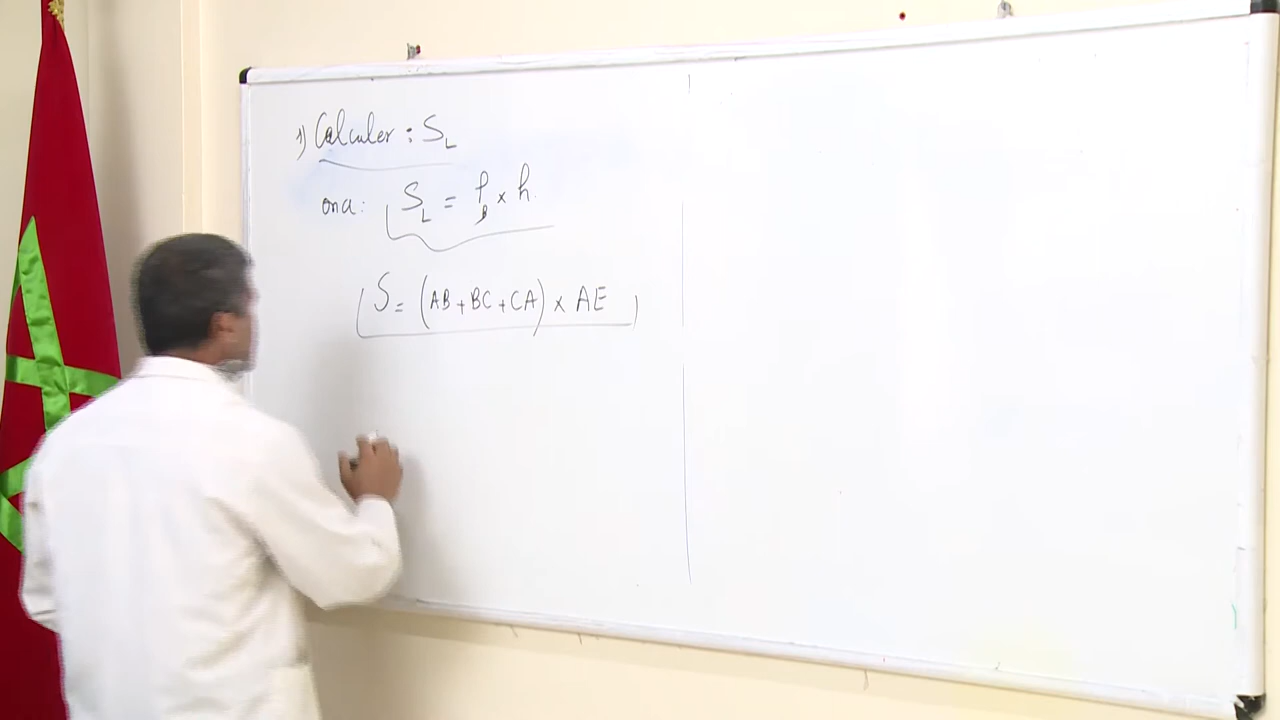 1) Calculer : S_L
on a : S_L = P_B × h.
S = (AB + BC + CA) × AE